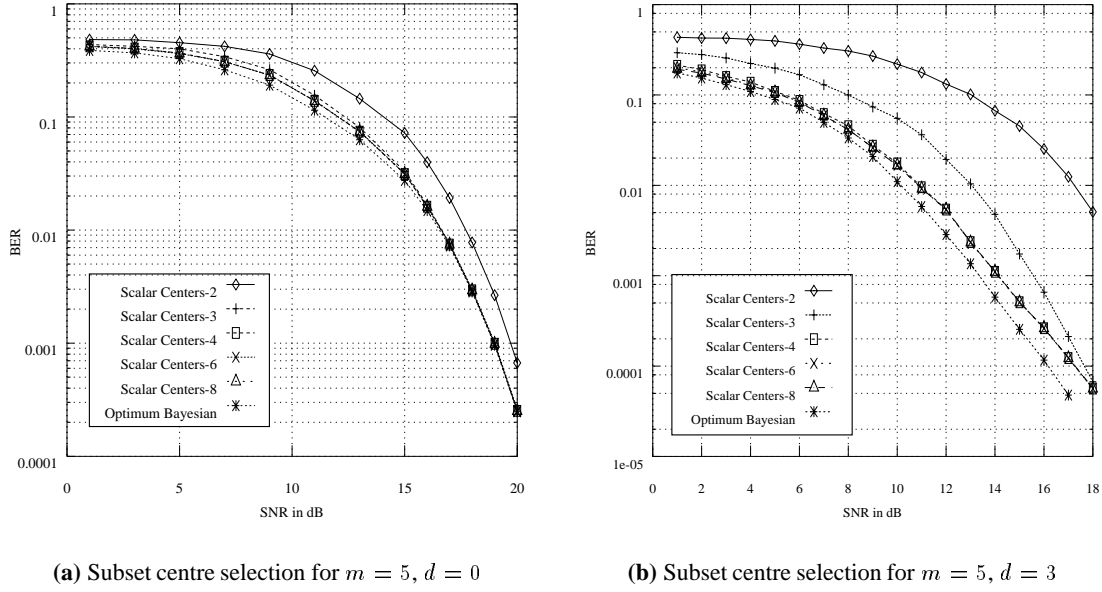 BER
1
0.1
0.01
0.001
0.0001
0
5
10
15
20
SNR in dB
Scalar Centers-2
Scalar Centers-3
Scalar Centers-4
Scalar Centers-6
Scalar Centers-8
Optimum Bayesian
BER
(a) Subset centre selection for m = 5, d = 0
BER
1
0.1
0.01
0.001
0.0001
1e-05
0
2
4
6
8
10
12
14
16
18
SNR in dB
Scalar Centers-2
Scalar Centers-3
Scalar Centers-4
Scalar Centers-6
Scalar Centers-8
Optimum Bayesian
BER
(b) Subset centre selection for m = 5, d = 3